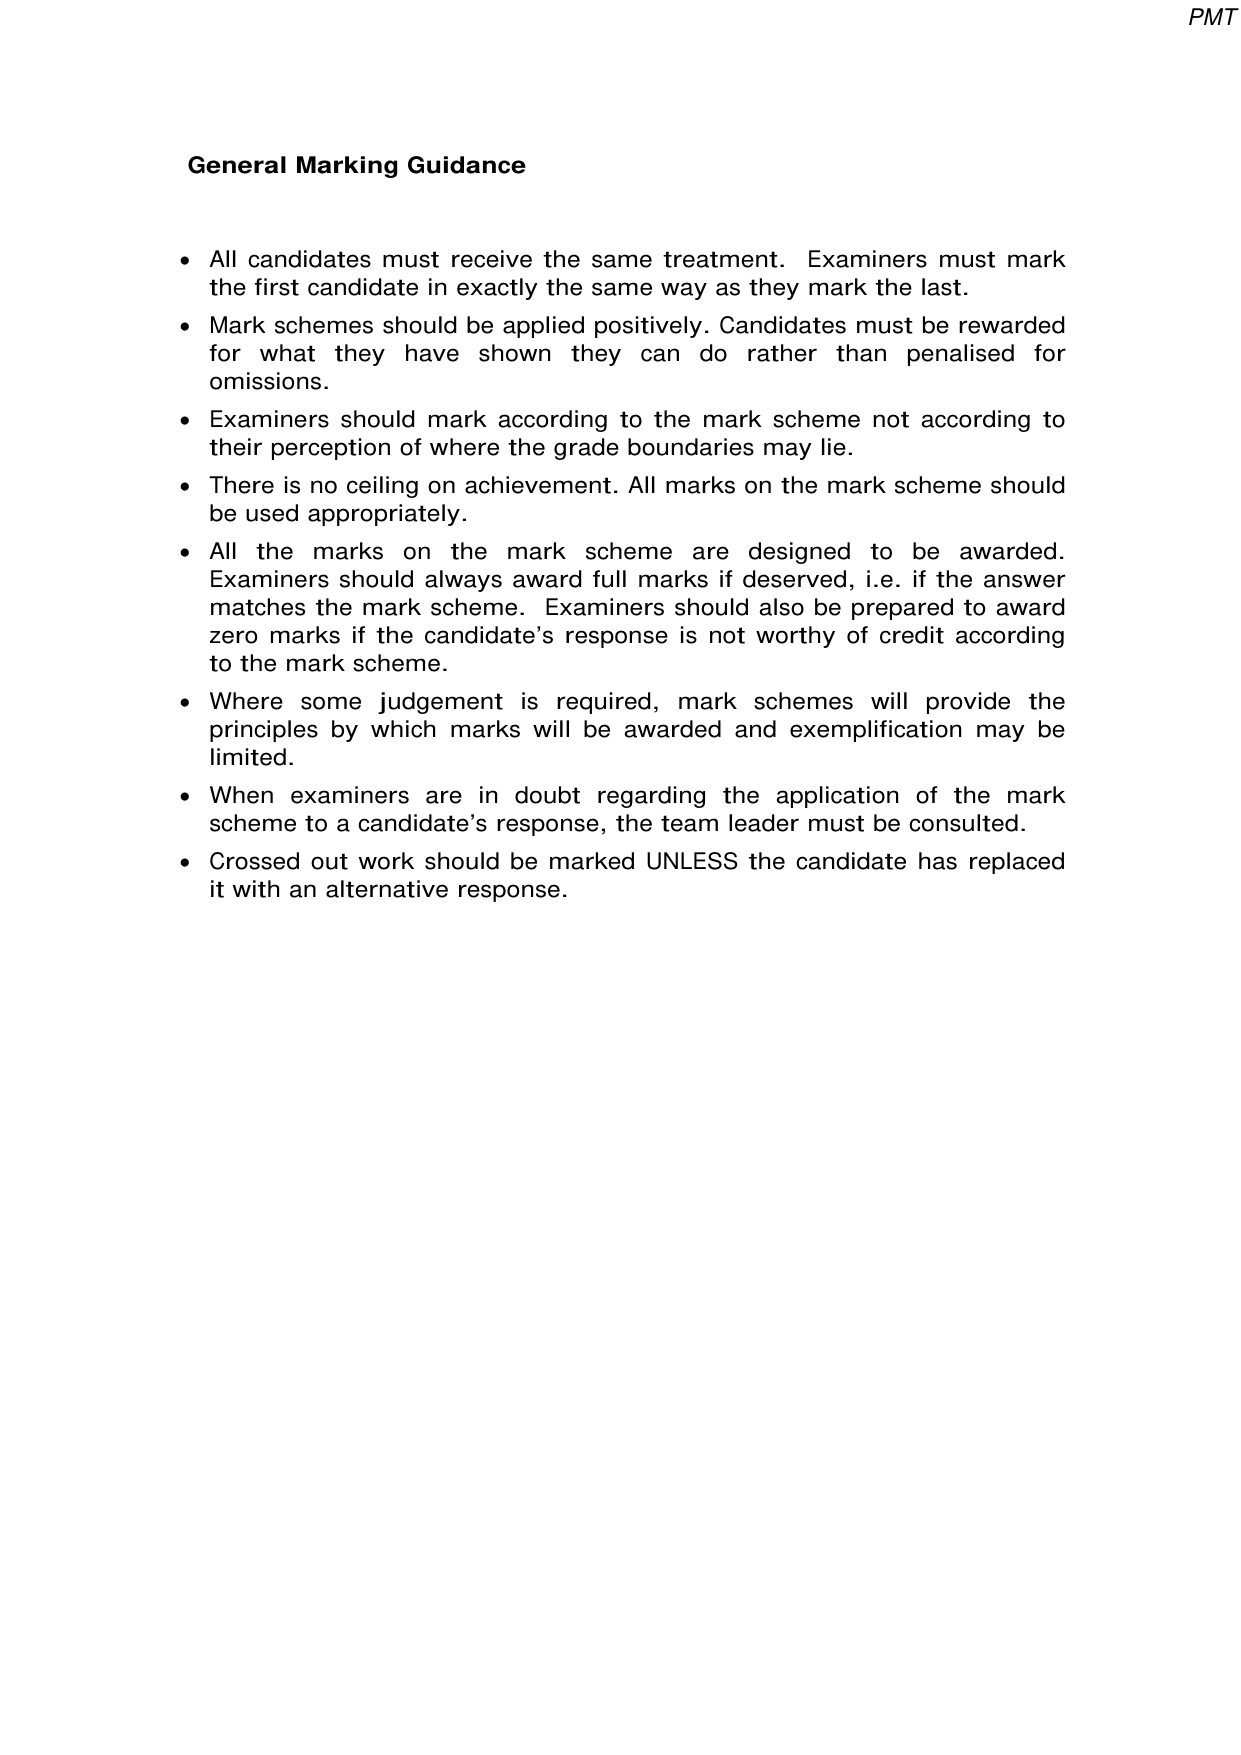 PMT
General Marking Guidance
• All candidates must receive the same treatment.  Examiners must mark
the first candidate in exactly the same way as they mark the last.
• Mark schemes should be applied positively. Candidates must be rewarded
for what they have shown they can do rather than penalised for
omissions.
• Examiners should mark according to the mark scheme not according to
their perception of where the grade boundaries may lie.
• There is no ceiling on achievement. All marks on the mark scheme should
be used appropriately.
• All the marks on the mark scheme are designed to be awarded.
Examiners should always award full marks if deserved, i.e. if the answer
matches the mark scheme.  Examiners should also be prepared to award
zero marks if the candidate’s response is not worthy of credit according
to the mark scheme.
• Where some judgement is required, mark schemes will provide the
principles by which marks will be awarded and exemplification may be
limited.
• When examiners are in doubt regarding the application of the mark
scheme to a candidate’s response, the team leader must be consulted.
• Crossed out work should be marked UNLESS the candidate has replaced
it with an alternative response.